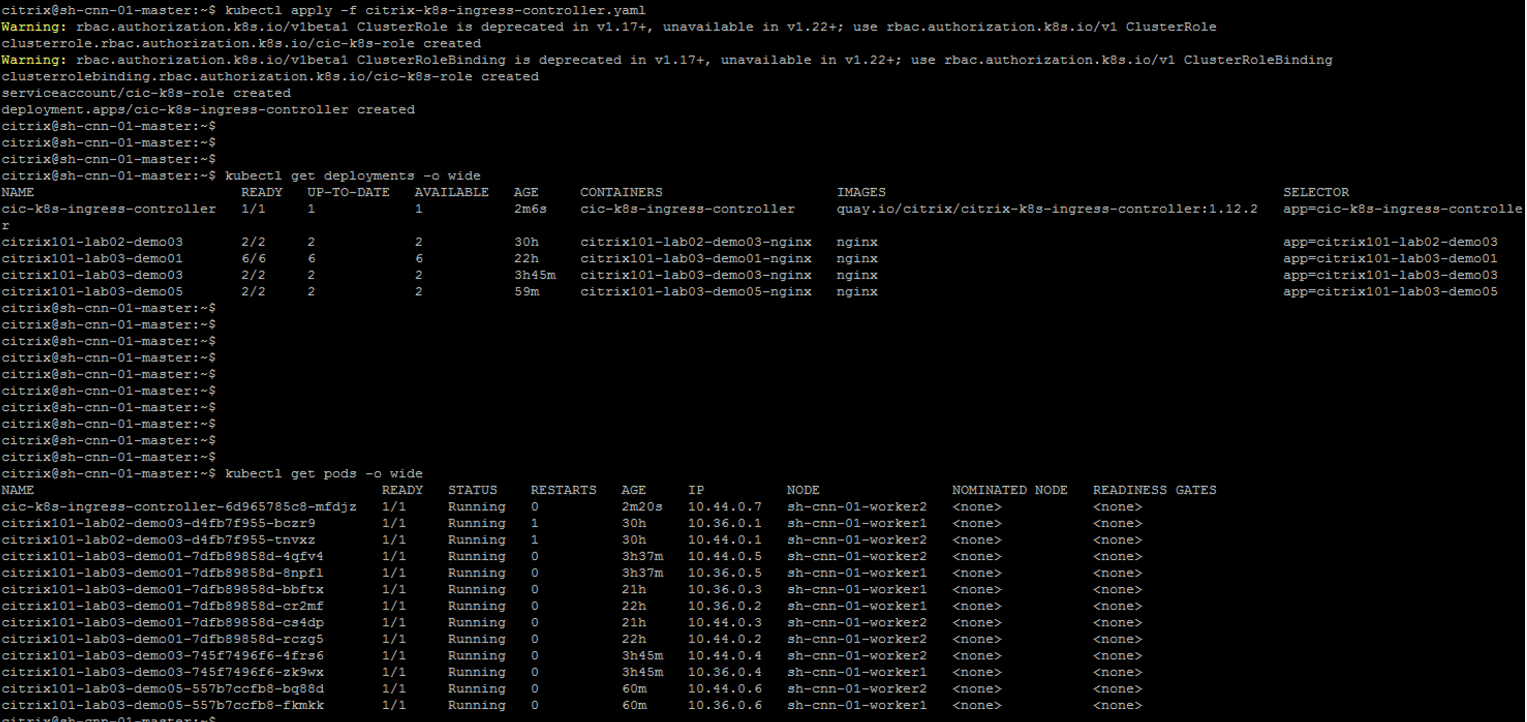 citrix@sh-cnn-01-master:~$ kubectl apply -f citrix-k8s-ingress-controller.yaml
Warning: rbac.authorization.k8s.io/v1beta1 ClusterRole is deprecated in v1.17+, unavailable in v1.22+; use rbac.authorization.k8s.io/v1 ClusterRole
clusterrole.rbac.authorization.k8s.io/cic-k8s-role created
Warning: rbac.authorization.k8s.io/v1beta1 ClusterRoleBinding is deprecated in v1.17+, unavailable in v1.22+; use rbac.authorization.k8s.io/v1 ClusterRoleBinding
clusterrolebinding.rbac.authorization.k8s.io/cic-k8s-role created
serviceaccount/cic-k8s-role created
deployment.apps/cic-k8s-ingress-controller created
citrix@sh-cnn-01-master:~$
citrix@sh-cnn-01-master:~$
citrix@sh-cnn-01-master:~$
citrix@sh-cnn-01-master:~$ kubectl get deployments -o wide
NAME READY UP-TO-DATE AVAILABLE AGE CONTAINERS IMAGES SELECTOR
cic-k8s-ingress-controller 1/1 1 1 2m6s cic-k8s-ingress-controller quay.io/citrix/citrix-k8s-ingress-controller:1.12.2 app=cic-k8s-ingress-controlle
r
citrix101-lab02-demo03 2/2 2 2 30h citrix101-lab02-demo03-nginx nginx app=citrix101-lab02-demo03
citrix101-lab03-demo01 6/6 6 6 22h citrix101-lab03-demo01-nginx nginx app=citrix101-lab03-demo01
citrix101-lab03-demo03 2/2 2 2 3h45m citrix101-lab03-demo03-nginx nginx app=citrix101-lab03-demo03
citrix101-lab03-demo05 2/2 2 2 59m citrix101-lab03-demo05-nginx nginx app=citrix101-lab03-demo05
citrix@sh-cnn-01-master:~$
citrix@sh-cnn-01-master:~$
citrix@sh-cnn-01-master:~$
citrix@sh-cnn-01-master:~$
citrix@sh-cnn-01-master:~$
citrix@sh-cnn-01-master:~$
citrix@sh-cnn-01-master:~$
citrix@sh-cnn-01-master:~$
citrix@sh-cnn-01-master:~$
citrix@sh-cnn-01-master:~$
citrix@sh-cnn-01-master:~$ kubectl get pods -o wide
NAME READY STATUS RESTARTS AGE IP NODE NOMINATED NODE READINESS GATES
cic-k8s-ingress-controller-6d965785c8-mfdjz 1/1 Running 0 2m20s 10.44.0.7 sh-cnn-01-worker2 <none> <none>
citrix101-lab02-demo03-d4fb7f955-bczr9 1/1 Running 1 30h 10.36.0.1 sh-cnn-01-worker1 <none> <none>
citrix101-lab02-demo03-d4fb7f955-tnvxz 1/1 Running 1 30h 10.44.0.1 sh-cnn-01-worker2 <none> <none>
citrix101-lab03-demo01-7dfb89858d-4qfv4 1/1 Running 0 3h37m 10.44.0.5 sh-cnn-01-worker2 <none> <none>
citrix101-lab03-demo01-7dfb89858d-8npfl 1/1 Running 0 3h37m 10.36.0.5 sh-cnn-01-worker1 <none> <none>
citrix101-lab03-demo01-7dfb89858d-bbftx 1/1 Running 0 21h 10.36.0.3 sh-cnn-01-worker1 <none> <none>
citrix101-lab03-demo01-7dfb89858d-cr2mf 1/1 Running 0 22h 10.36.0.2 sh-cnn-01-worker1 <none> <none>
citrix101-lab03-demo01-7dfb89858d-cs4dp 1/1 Running 0 21h 10.44.0.3 sh-cnn-01-worker2 <none> <none>
citrix101-lab03-demo01-7dfb89858d-rczg5 1/1 Running 0 22h 10.44.0.2 sh-cnn-01-worker2 <none> <none>
citrix101-lab03-demo03-745f7496f6-4frs6 1/1 Running 0 3h45m 10.44.0.4 sh-cnn-01-worker2 <none> <none>
citrix101-lab03-demo03-745f7496f6-zk9wx 1/1 Running 0 3h45m 10.36.0.4 sh-cnn-01-worker1 <none> <none>
citrix101-lab03-demo05-557b7ccfb8-bq88d 1/1 Running 0 60m 10.44.0.6 sh-cnn-01-worker2 <none> <none>
citrix101-lab03-demo05-557b7ccfb8-fkmkk 1/1 Running 0 60m 10.36.0.6 sh-cnn-01-worker1 <none> <none>
citrix@sh-cnn-01-master:~$